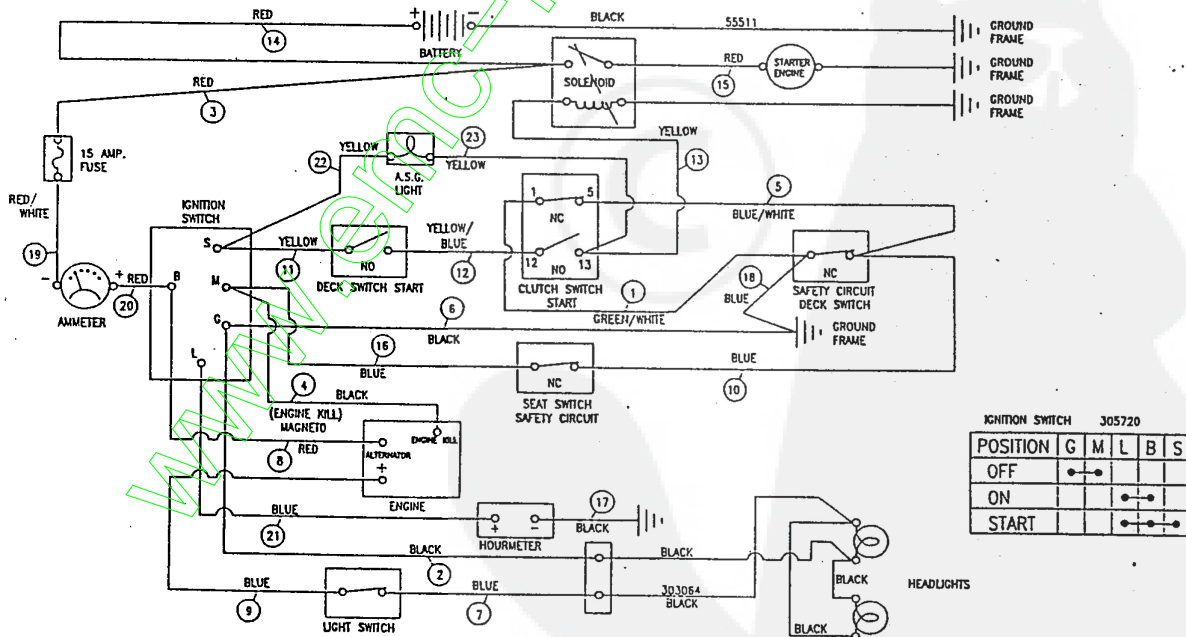 RED
14
+
-
BATTERY
BLACK
55511
GROUND
FRAME
SOLENOID
RED
15
STARTER
ENGINE
GROUND
FRAME
GROUND
FRAME
RED
3
15 AMP.
FUSE
YELLOW
22
23
YELLOW
A.S.G.
LIGHT
YELLOW
13
RED/
WHITE
19
IGNITION
SWITCH
S
YELLOW
11
NO
DECK SWITCH START
YELLOW/
BLUE
12
1
5
NC
12
13
NO
CLUTCH SWITCH
START
5
BLUE/WHITE
NC
SAFETY CIRCUIT
DECK SWITCH
18
BLUE
1
GREEN/WHITE
-
+
RED
20
AMMETER
B
M
G
L
6
BLACK
GROUND
FRAME
16
BLUE
NC
SEAT SWITCH
SAFETY CIRCUIT
BLUE
10
4
BLACK
(ENGINE KILL)
MAGNETO
ENGINE KILL
RED
8
ALTERNATOR
+
ENGINE
BLUE
21
+
-
HOURMETER
17
BLACK
BLACK
2
BLACK
BLUE
9
LIGHT SWITCH
BLUE
7
303064
BLACK
BLACK
BLACK
HEADLIGHTS
IGNITION SWITCH 305720
POSITION G M L B S
OFF
ON
START